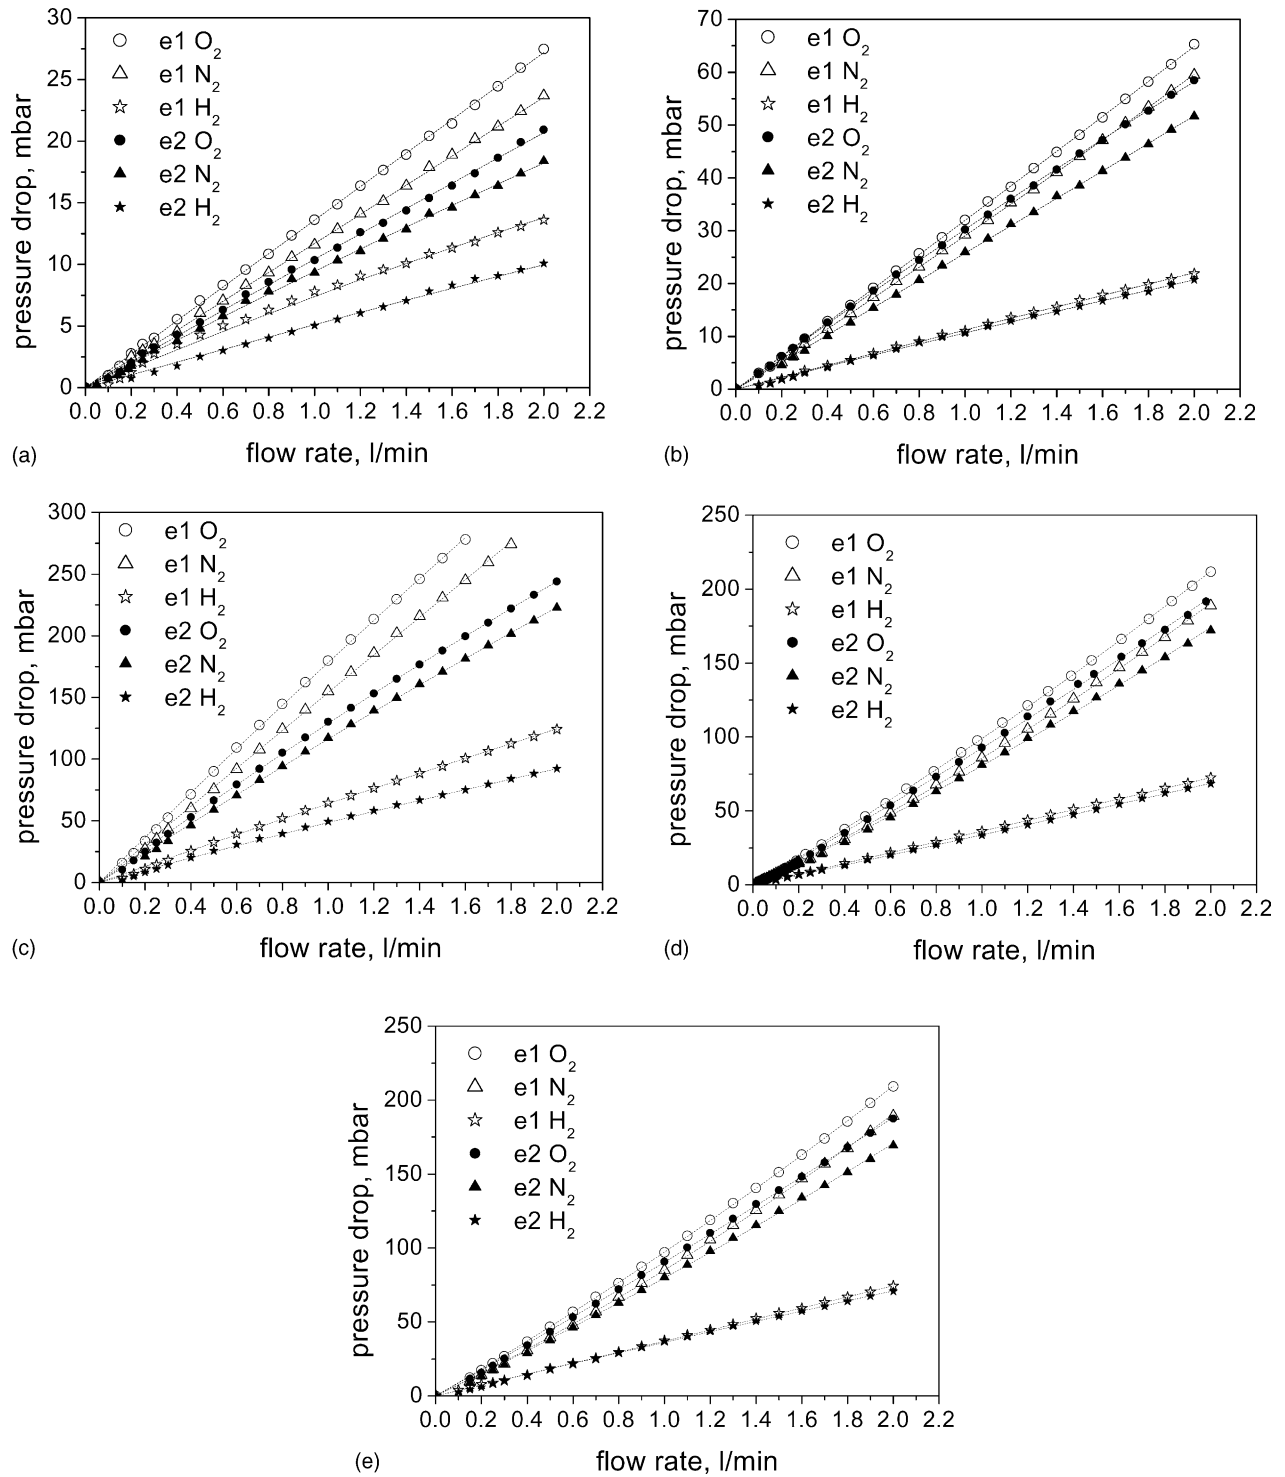 30
25
20
15
10
5
0
pressure drop, mbar
e1 O2
e1 N2
e1 H2
e2 O2
e2 N2
e2 H2
0.0 0.2 0.4 0.6 0.8 1.0 1.2 1.4 1.6 1.8 2.0 2.2
(a) flow rate, l/min
70
60
50
40
30
20
10
0
pressure drop, mbar
e1 O2
e1 N2
e1 H2
e2 O2
e2 N2
e2 H2
0.0 0.2 0.4 0.6 0.8 1.0 1.2 1.4 1.6 1.8 2.0 2.2
(b) flow rate, l/min
300
250
200
150
100
50
0
pressure drop, mbar
e1 O2
e1 N2
e1 H2
e2 O2
e2 N2
e2 H2
0.0 0.2 0.4 0.6 0.8 1.0 1.2 1.4 1.6 1.8 2.0 2.2
(c) flow rate, l/min
250
200
150
100
50
0
pressure drop, mbar
e1 O2
e1 N2
e1 H2
e2 O2
e2 N2
e2 H2
0.0 0.2 0.4 0.6 0.8 1.0 1.2 1.4 1.6 1.8 2.0 2.2
(d) flow rate, l/min
250
200
150
100
50
0
pressure drop, mbar
e1 O2
e1 N2
e1 H2
e2 O2
e2 N2
e2 H2
0.0 0.2 0.4 0.6 0.8 1.0 1.2 1.4 1.6 1.8 2.0 2.2
(e) flow rate, l/min